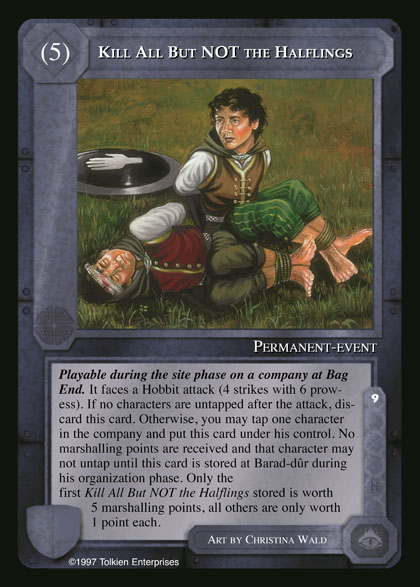 (5)
KILL ALL BUT NOT THE HALFLINGS
PERMANENT-EVENT
Playable during the site phase on a company at Bag
End. It faces a Hobbit attack (4 strikes with 6 prow-
ess). If no characters are untapped after the attack, dis-
card this card. Otherwise, you may tap one character
in the company and put this card under his control. No
marshalling points are received and that character may
not untap until this card is stored at Barad-dûr during
his organization phase. Only the
first Kill All But NOT the Halflings stored is worth
5 marshalling points, all others are only worth
1 point each.
9
H
ART BY CHRISTINA WALD
©1997 Tolkien Enterprises